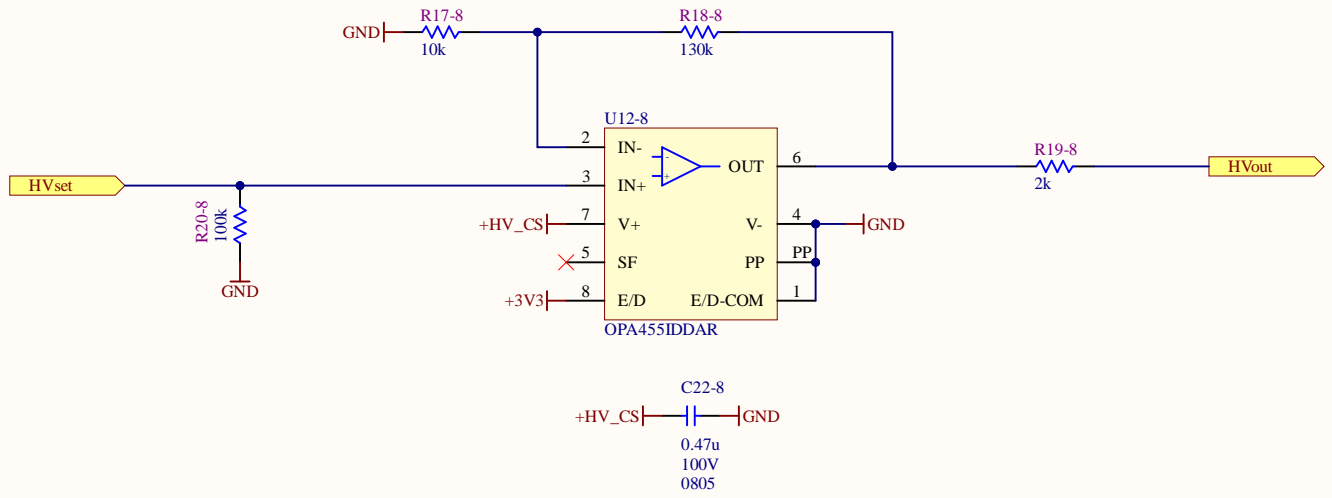 R17-8
R18-8
GND
10k
130k
U12-8
2
IN-
OUT
6
R19-8
2k
HVout
HVset
3
IN+
R20-8
100k
GND
+HV_CS
7
V+
V-
4
GND
5
SF
PP
PP
+3V3
8
E/D
E/D-COM
1
OPA455IDDAR
C22-8
+HV_CS
GND
0.47u
100V
0805